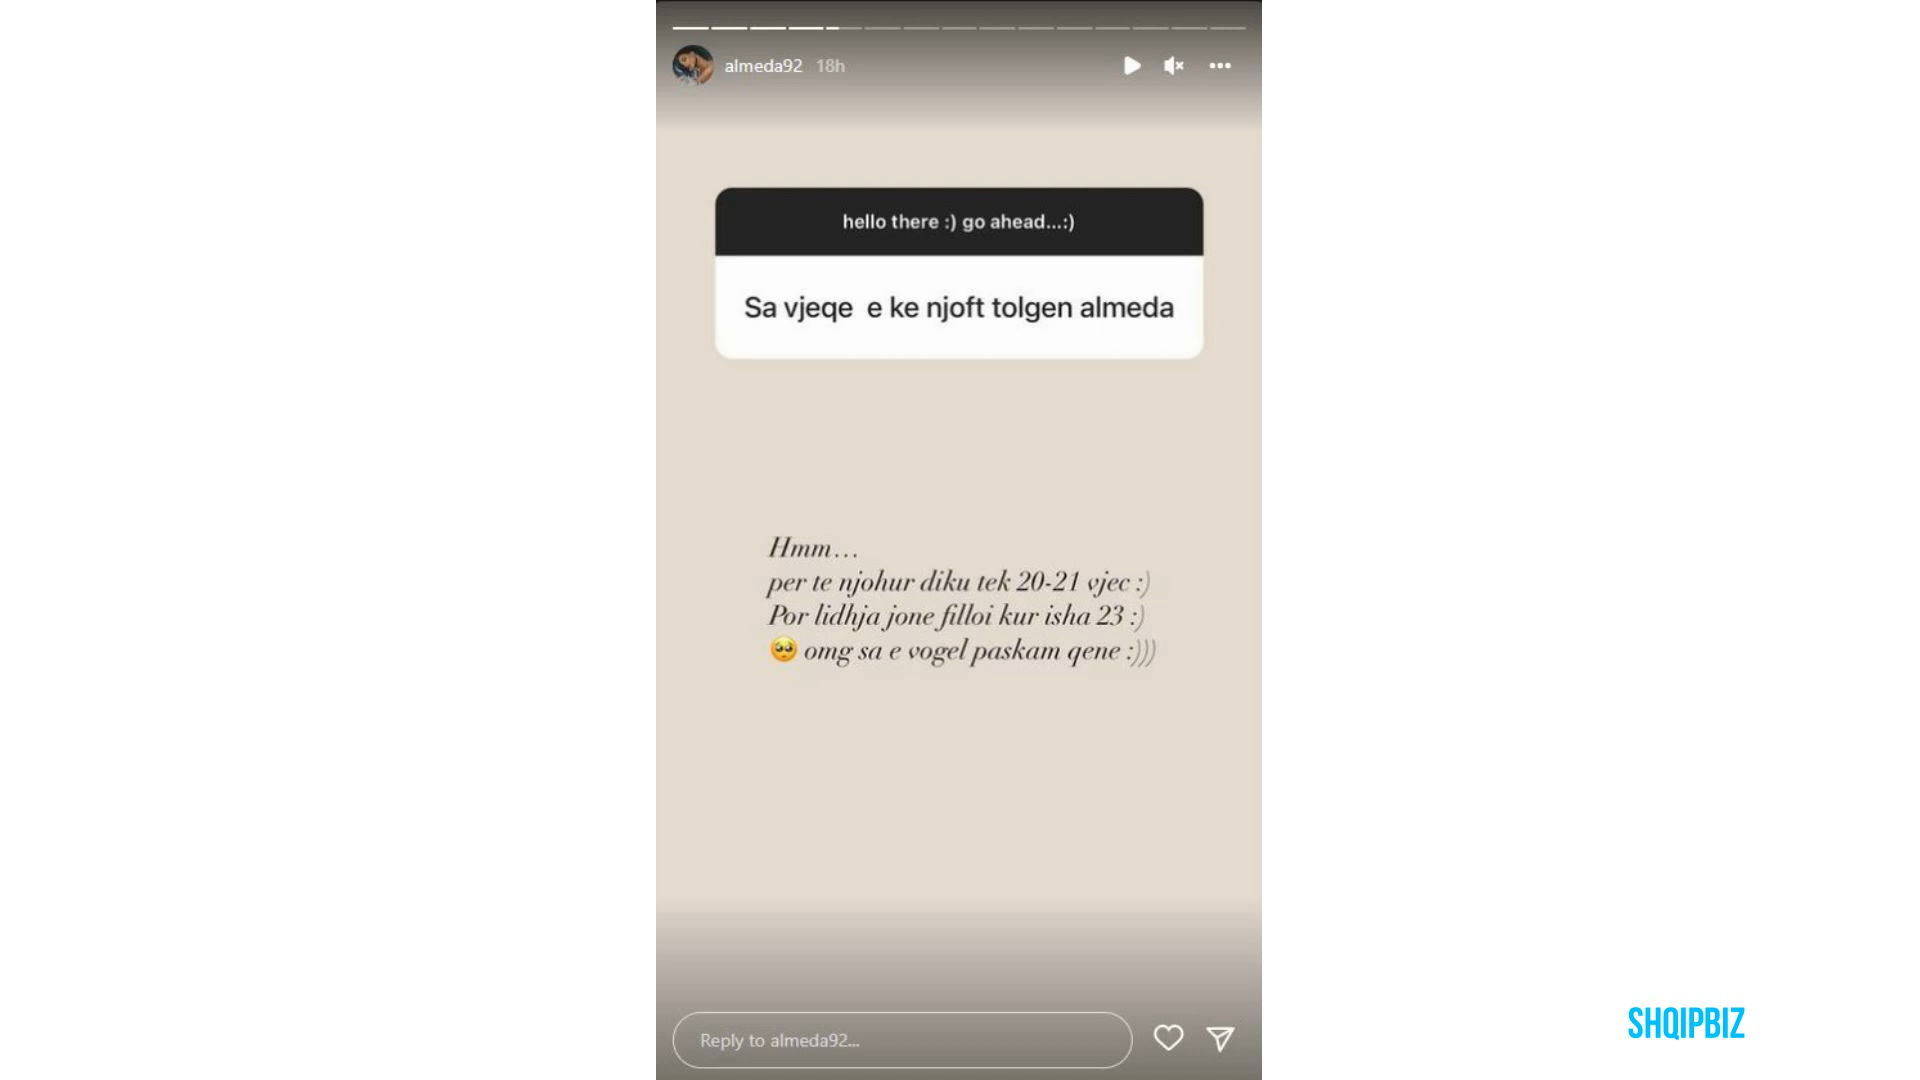 almeda92 18h
hello there :) go ahead...:)
Sa vjeqe e ke njoft tolgen almeda
Hmm...
per te njohur diku tek 20-21 vjec :)
Por lidhja jone filloi kur isha 23 :)
🥺 omg sa e vogel paskam qene :)))
Reply to almeda92...
SHQIPBIZ